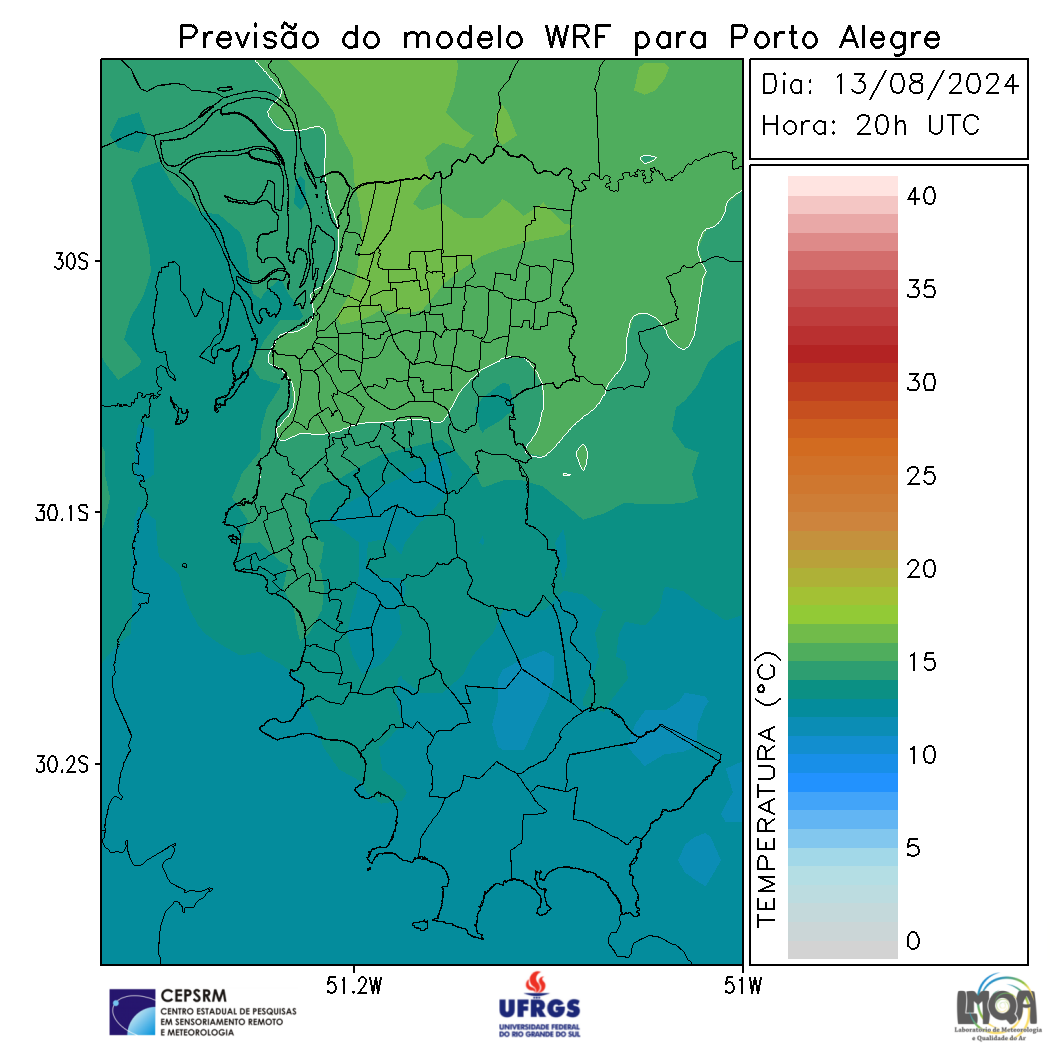 Previsão do modelo WRF para Porto Alegre
Dia: 13/08/2024
Hora: 20h UTC
40
35
30
25
20
15
10
5
0
TEMPERATURA (°C)
30S
30.1S
30.2S
51.2W
51W
CEPSRM
CENTRO ESTADUAL DE PESQUISAS
EM SENSORIAMENTO REMOTO
E METEOROLOGIA
UFRGS
UNIVERSIDADE FEDERAL
DO RIO GRANDE DO SUL
LMQA
Laboratório de Meteorologia
e Qualidade do Ar